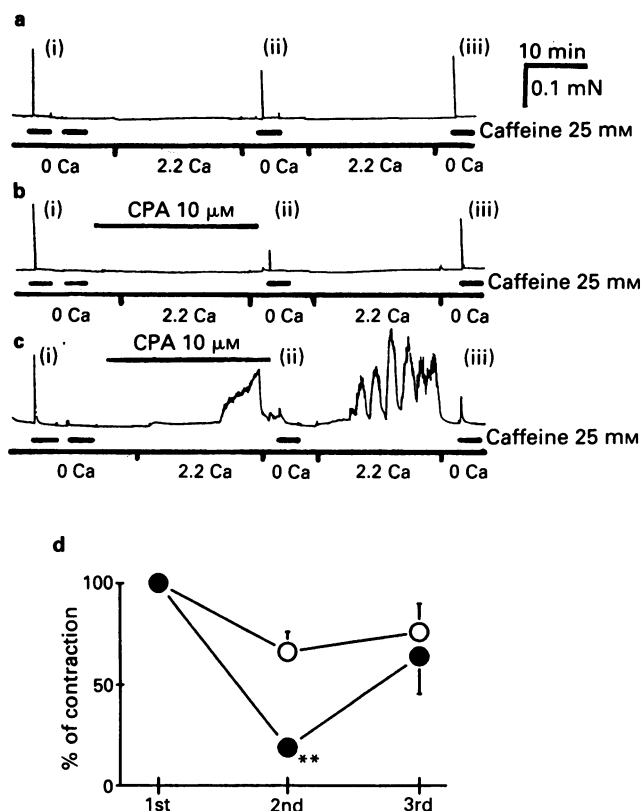 a
(i) (ii) (iii)
10 min
0.1 mN
Caffeine 25 mM
0 Ca 2.2 Ca 0 Ca 2.2 Ca 0 Ca
b
(i) CPA 10 μM (ii) (iii)
Caffeine 25 mM
0 Ca 2.2 Ca 0 Ca 2.2 Ca 0 Ca
c
(i) CPA 10 μM (ii) (iii)
Caffeine 25 mM
0 Ca 2.2 Ca 0 Ca 2.2 Ca 0 Ca
d
% of contraction
100
50
0
**
1st 2nd 3rd